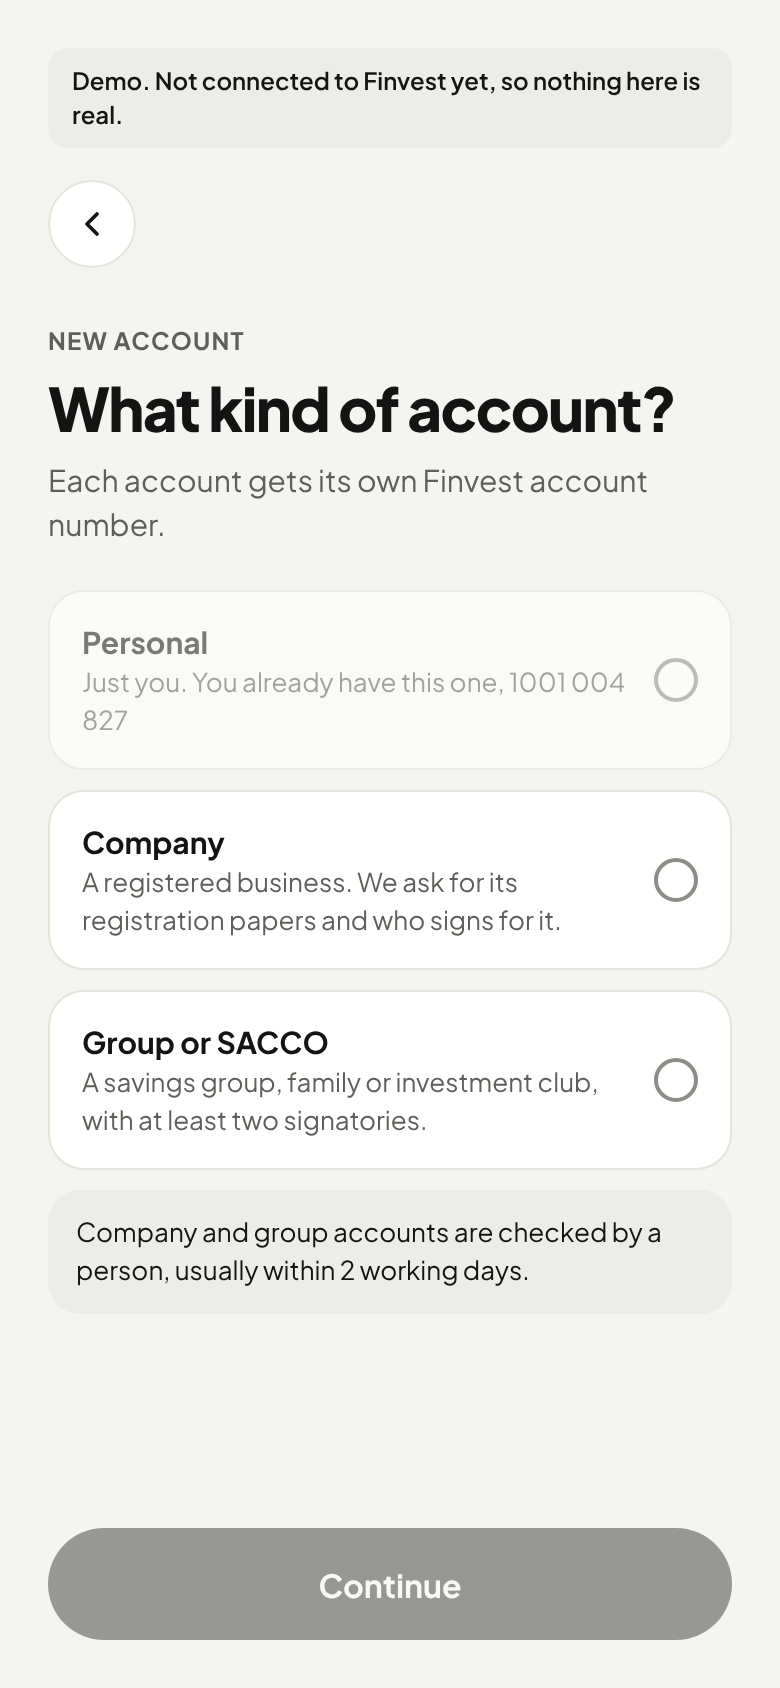 Demo. Not connected to Finvest yet, so nothing here is
real.
NEW ACCOUNT
What kind of account?
Each account gets its own Finvest account
number.
Personal
Just you. You already have this one, 1001 004
827
Company
A registered business. We ask for its
registration papers and who signs for it.
Group or SACCO
A savings group, family or investment club,
with at least two signatories.
Company and group accounts are checked by a
person, usually within 2 working days.
Continue